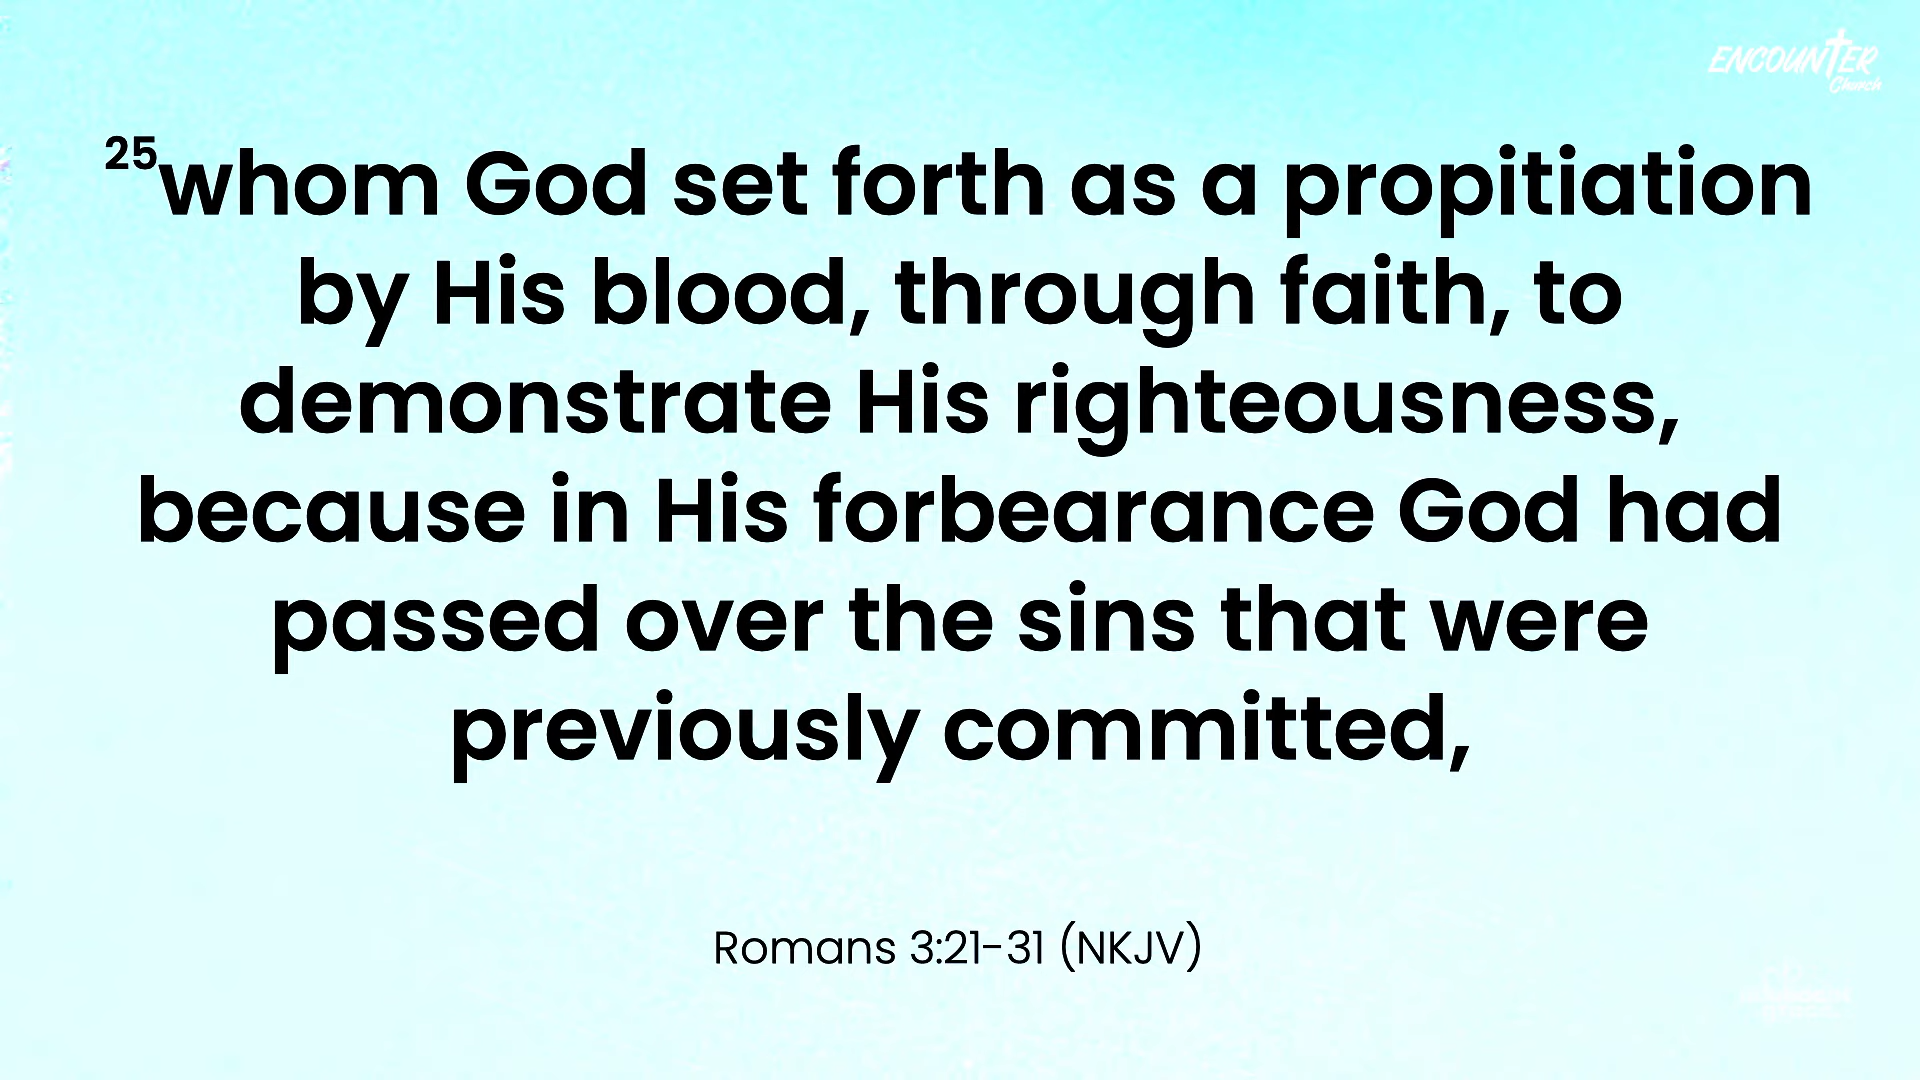 ENCOUNTER
Church
25whom God set forth as a propitiation
by His blood, through faith, to
demonstrate His righteousness,
because in His forbearance God had
passed over the sins that were
previously committed,
Romans 3:21-31 (NKJV)